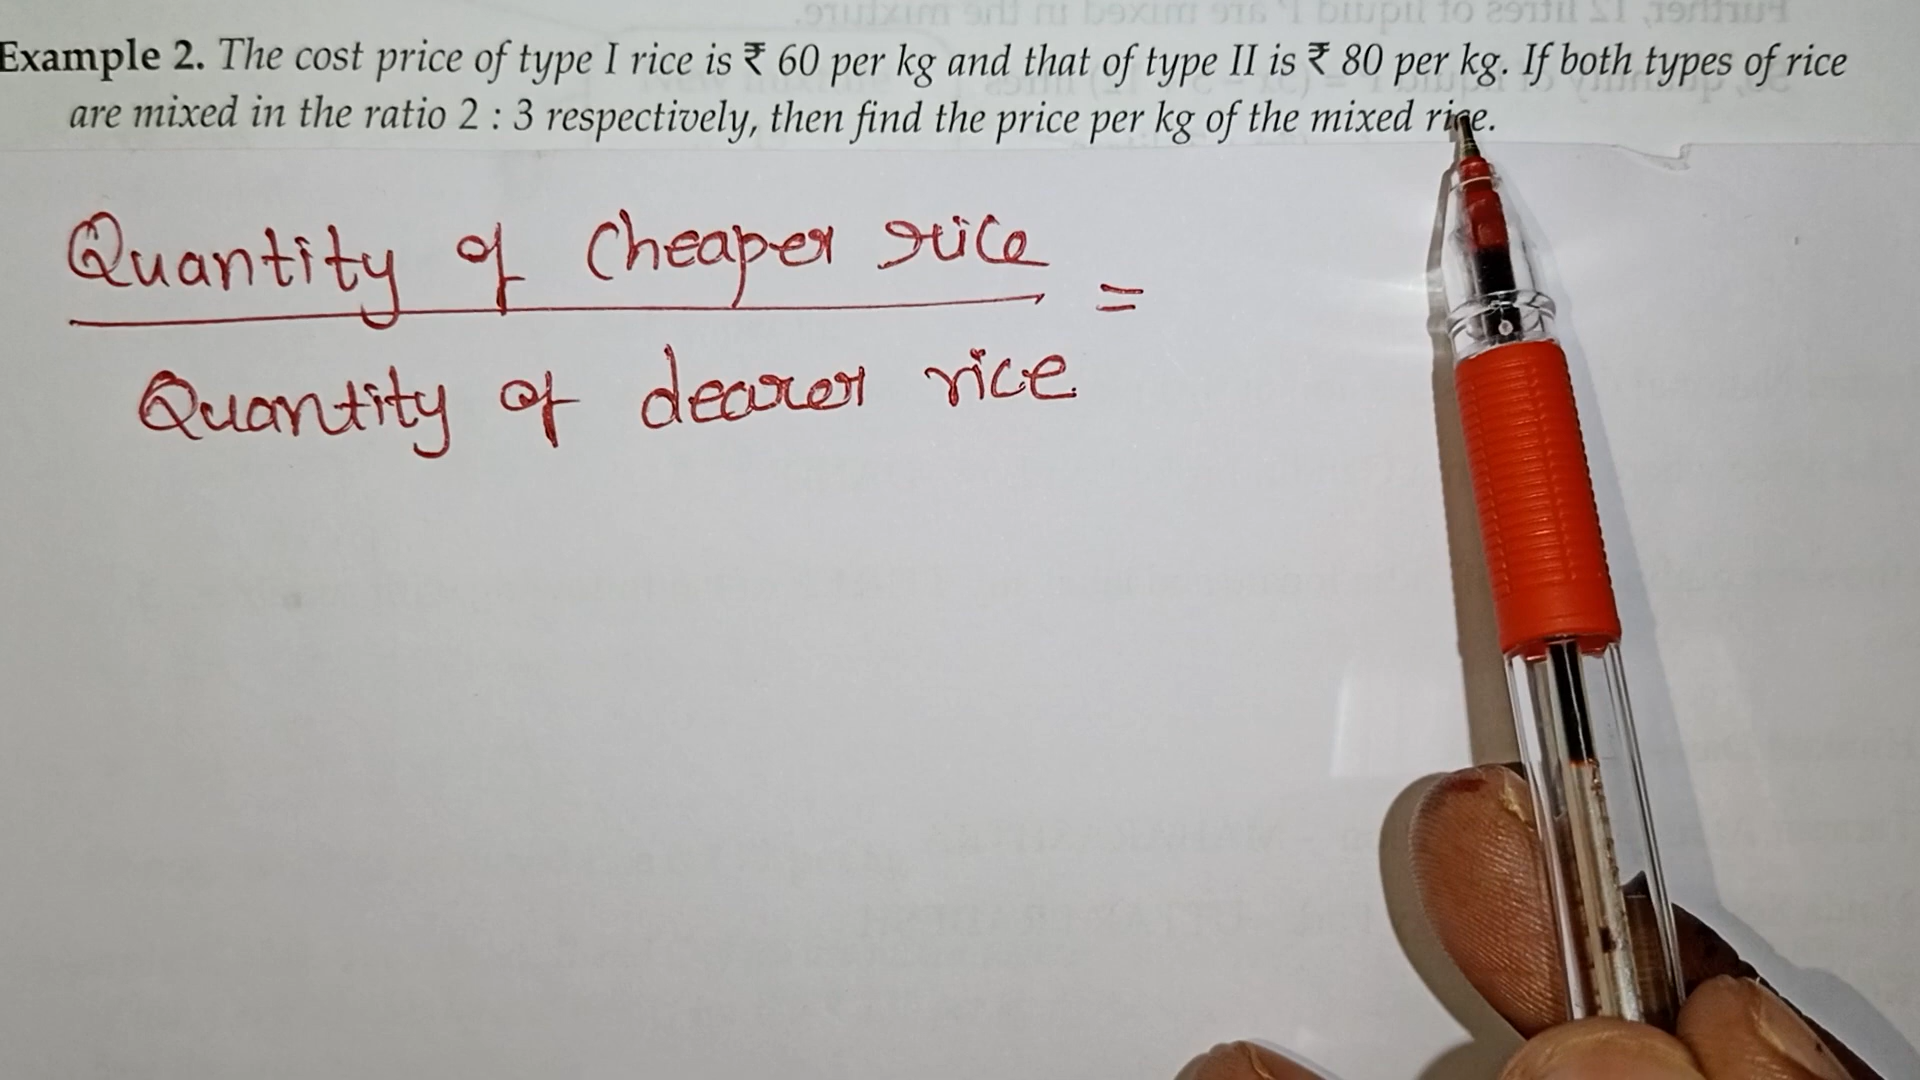 Example 2. The cost price of type I rice is ₹ 60 per kg and that of type II is ₹ 80 per kg. If both types of rice
are mixed in the ratio 2 : 3 respectively, then find the price per kg of the mixed rice.
Quantity of Cheaper rice
=
Quantity of dearer rice